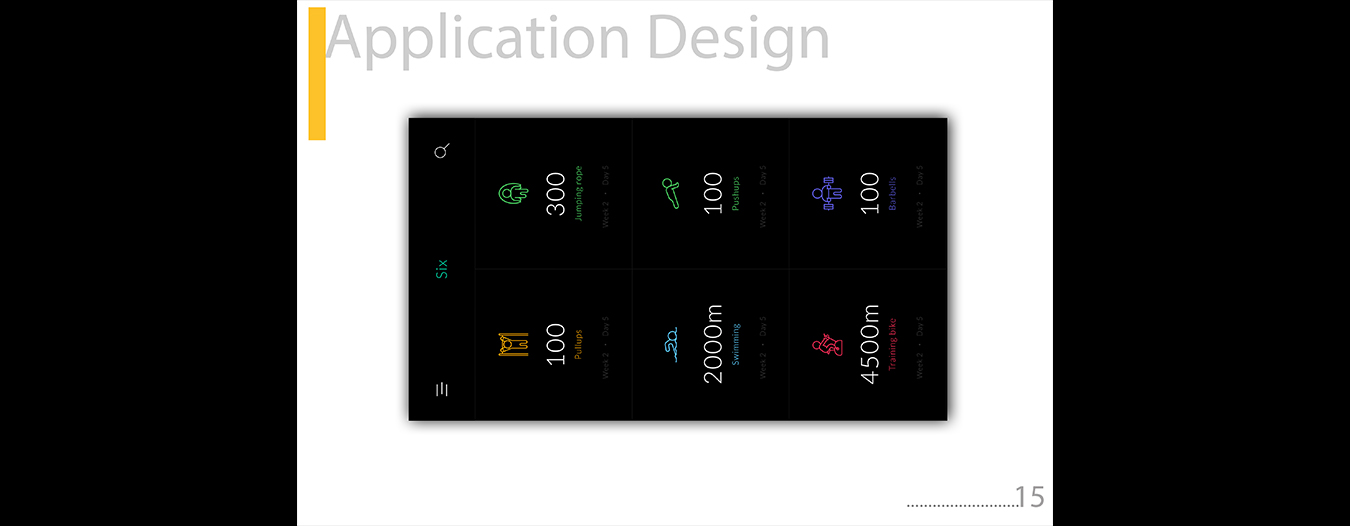 Application Design
Six
100
Pullups
Week 2 • Day 5
300
Jumping rope
Week 2 • Day 5
2000m
Swimming
Week 2 • Day 5
100
Pushups
Week 2 • Day 5
4500m
Training bike
Week 2 • Day 5
100
Barbells
Week 2 • Day 5
15